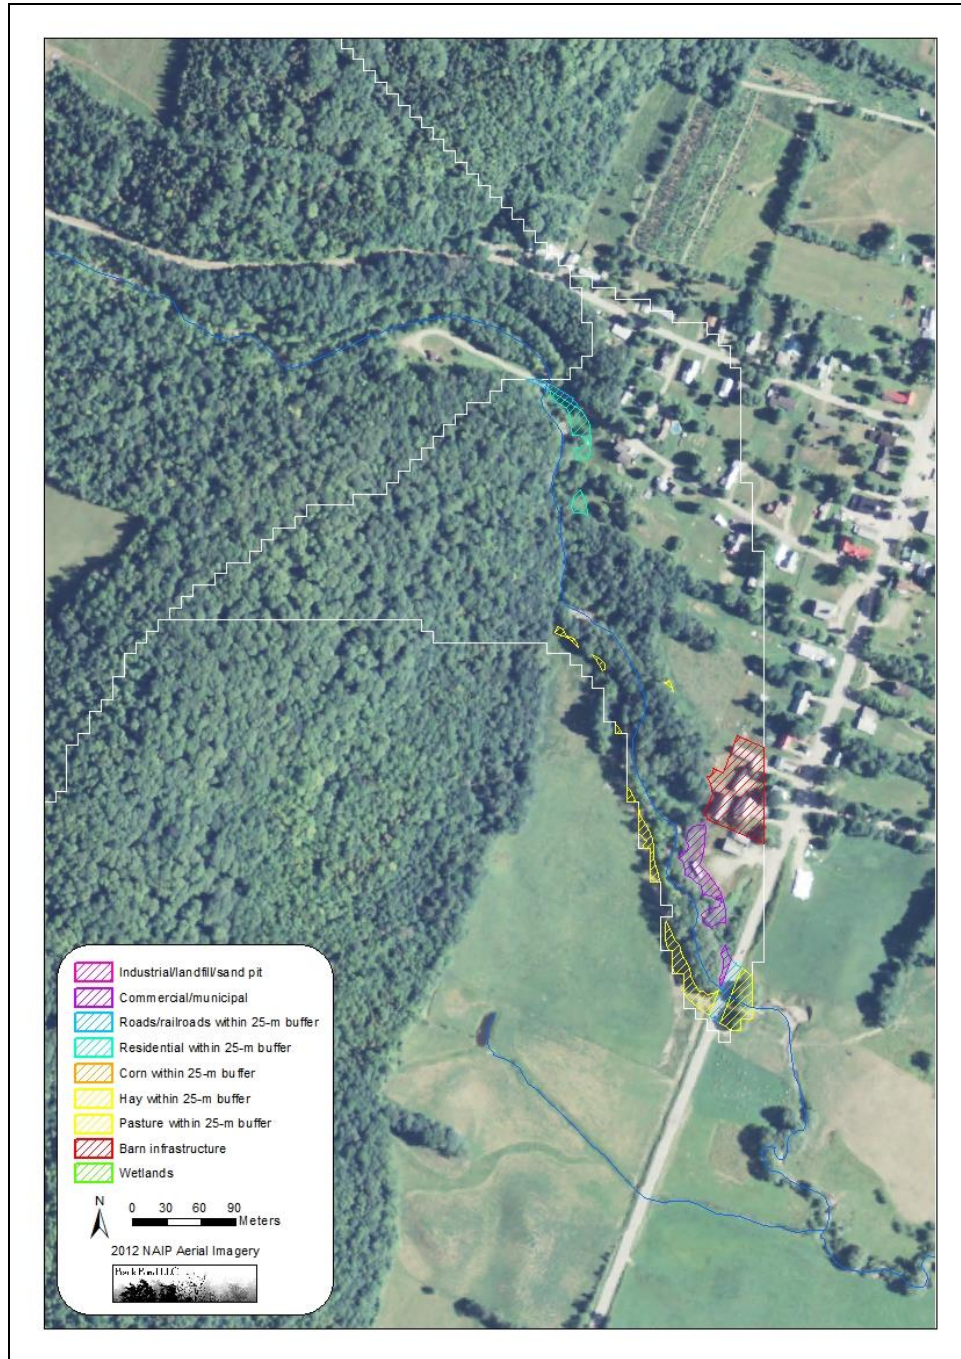 Industrial/landfill/sand pit
Commercial/municipal
Roads/railroads within 25-m buffer
Residential within 25-m buffer
Corn within 25-m buffer
Hay within 25-m buffer
Pasture within 25-m buffer
Barn infrastructure
Wetlands
N
0 30 60 90
Meters
2012 NAIP Aerial Imagery